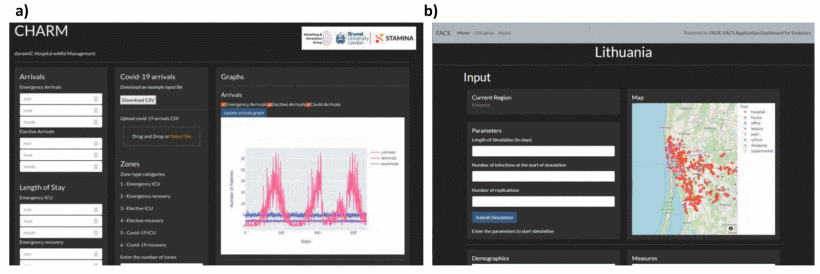 a)
CHARM
dynamiC Hospital wARd Management
Modelling & Simulation Group
Brunel University London
STAMINA
Arrivals
Emergency Arrivals
min
max
mode
Elective Arrivals
min
max
mode
Length of Stay
Emergency ICU
min
max
mode
Emergency recovery
min
Covid-19 arrivals
Download an example input file
Download CSV
Upload covid-19 arrivals CSV
Drag and Drop or Select file
Zones
Zone type categories
1 - Emergency ICU
2 - Emergency recovery
3 - Elective ICU
4 - Elective recovery
5 - Covid-19 ICU
6 - Covid-19 recovery
Enter the number of zones
Graphs
Arrivals
Emergency Arrivals Elective Arrivals Covid Arrivals
Update arrivals graph
Number of Patients
0
200
400
600
Days
b)
FACS Home Lithuania About
Powered by FADE: FACS Application Dashboard for Endusers
Lithuania
Input
Current Region
Parameters
Length of Simulation (in days)
Number of infections at the start of simulation
Number of replications
Submit Simulation
Enter the parameters to start simulation
Map
Type
hospital
house
office
leisure
park
school
shopping
supermarket
Demographics
Measures